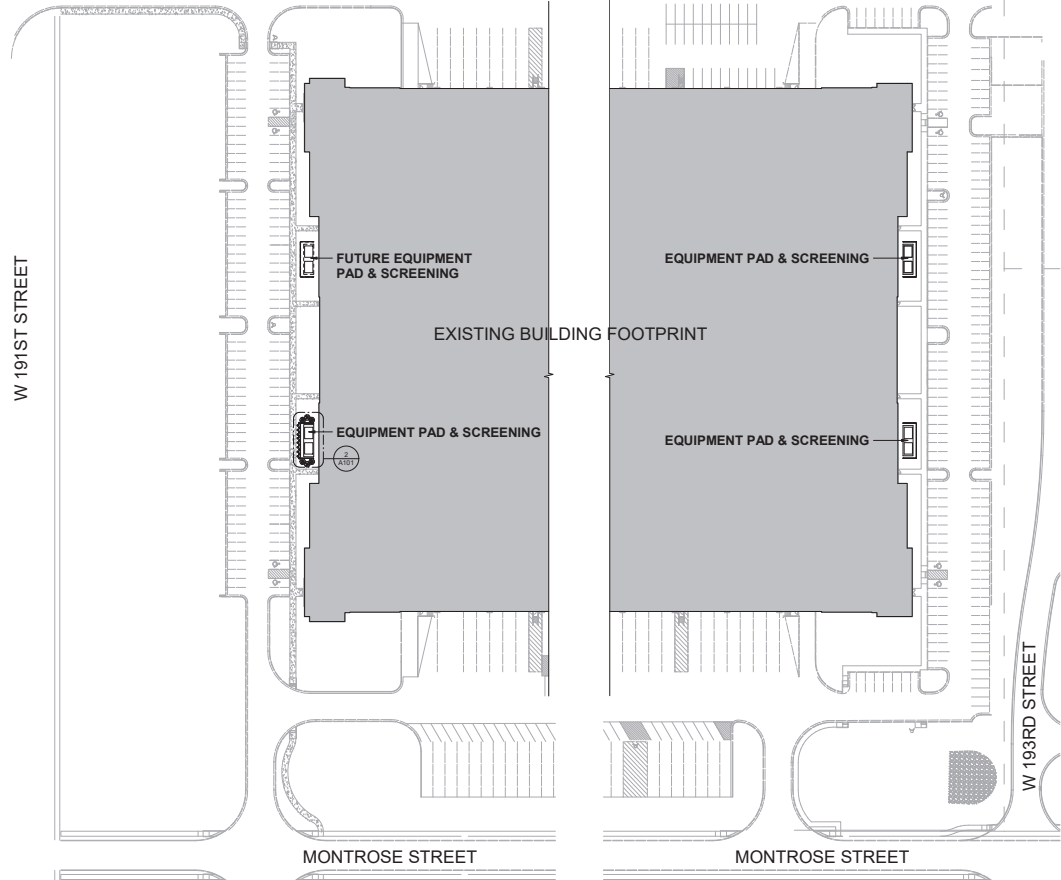 W 191ST STREET
FUTURE EQUIPMENT
PAD & SCREENING
EQUIPMENT PAD & SCREENING
EXISTING BUILDING FOOTPRINT
EQUIPMENT PAD & SCREENING
EQUIPMENT PAD & SCREENING
2
A101
W 193RD STREET
MONTROSE STREET
MONTROSE STREET